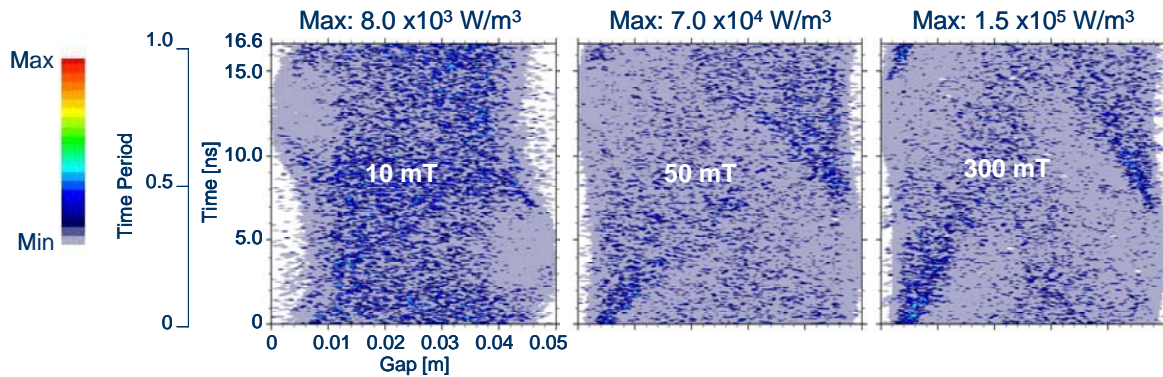 Max: 8.0 x10³ W/m³
Max: 7.0 x10⁴ W/m³
Max: 1.5 x10⁵ W/m³
Max
Min
Time Period
1.0
0.5
0
Time [ns]
16.6
15.0
10.0
5.0
0
10 mT
50 mT
300 mT
0 0.01 0.02 0.03 0.04 0.05
Gap [m]